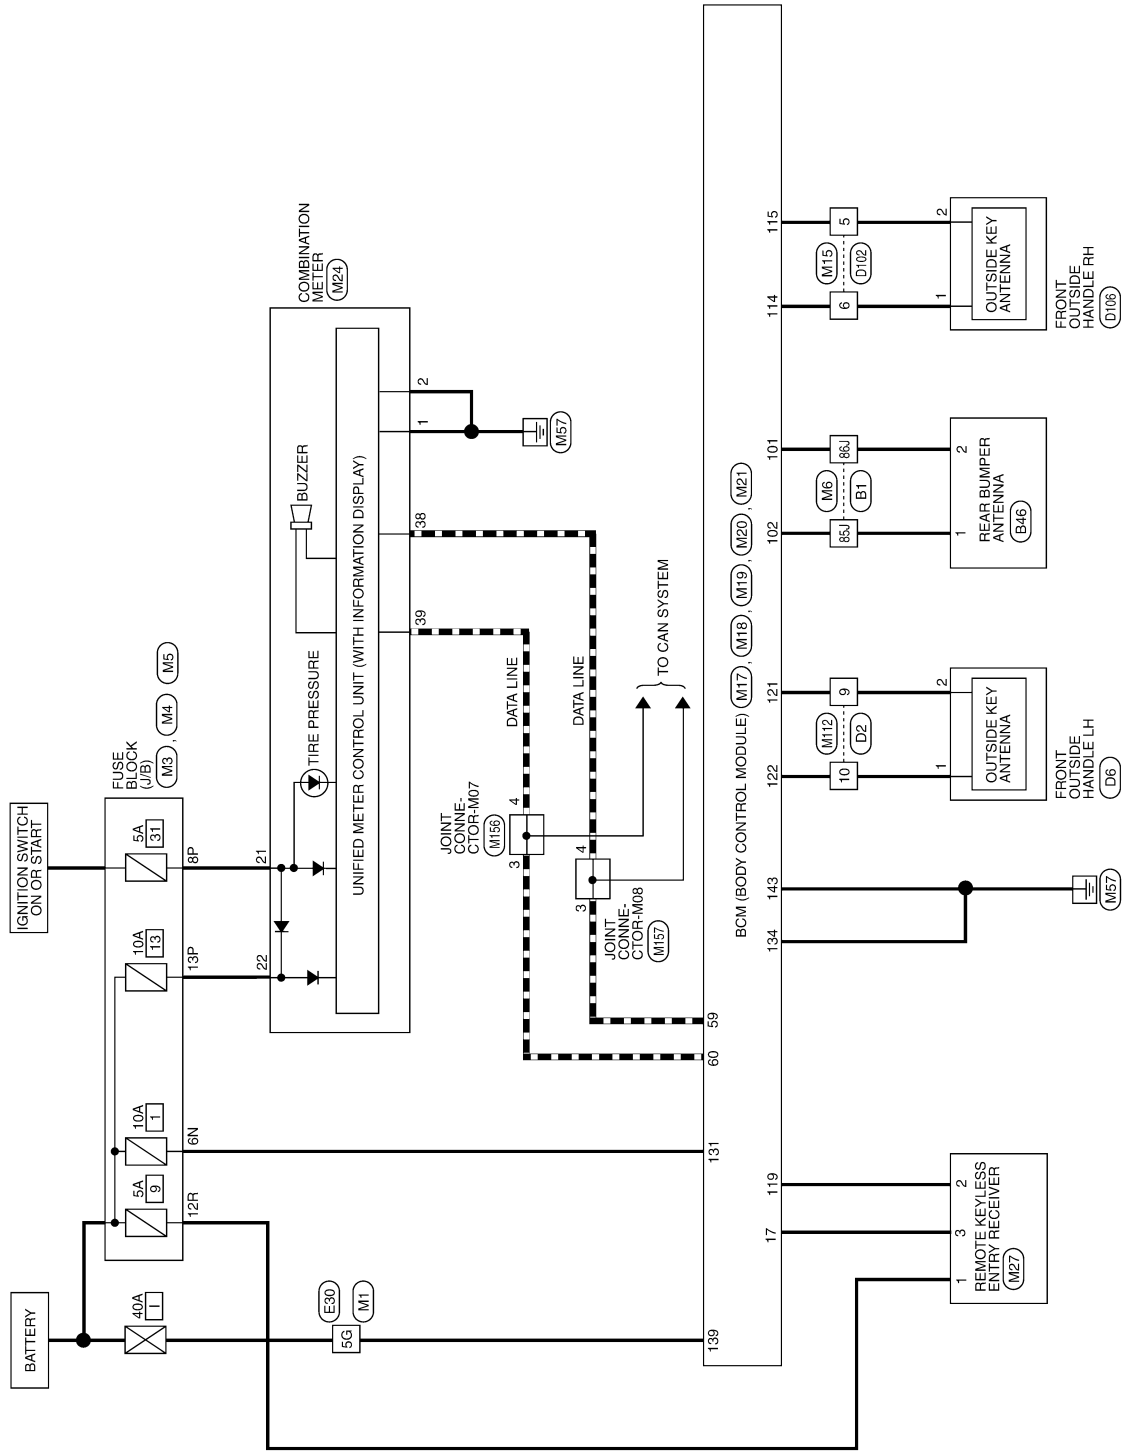 BATTERY
40A
I
E30
M1
5G
139
IGNITION SWITCH
ON OR START
FUSE
BLOCK
(J/B)
M3 , M4
M5
5A
9
12R
10A
1
6N
131
10A
13
13P
22
5A
31
8P
21
COMBINATION
METER
M24
TIRE PRESSURE
BUZZER
UNIFIED METER CONTROL UNIT (WITH INFORMATION DISPLAY)
39
38
1
2
M57
DATA LINE
DATA LINE
JOINT
CONNE-
CTOR-M07
M156
3
4
JOINT
CONNE-
CTOR-M08
M157
3
4
TO CAN SYSTEM
60
59
BCM (BODY CONTROL MODULE) M17 , M18 , M19 , M20 , M21
17
119
134
143
122
121
102
101
114
115
1
3
2
REMOTE KEYLESS
ENTRY RECEIVER
M27
M57
10
M112
D2
9
1
2
OUTSIDE KEY
ANTENNA
FRONT
OUTSIDE
HANDLE LH
D6
85J
M6
B1
86J
1
2
REAR BUMPER
ANTENNA
B46
6
M15
D102
5
1
2
OUTSIDE KEY
ANTENNA
FRONT
OUTSIDE
HANDLE RH
D106